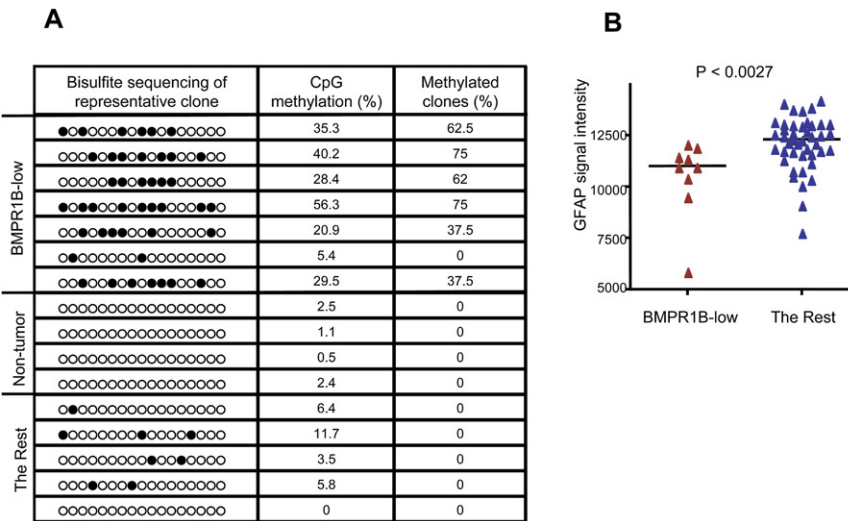 A
B
Bisulfite sequencing of
representative clone
CpG
methylation (%)
Methylated
clones (%)
BMPR1B-low
35.3 62.5
40.2 75
28.4 62
56.3 75
20.9 37.5
5.4 0
29.5 37.5
Non-tumor
2.5 0
1.1 0
0.5 0
2.4 0
The Rest
6.4 0
11.7 0
3.5 0
5.8 0
0 0
P < 0.0027
GFAP signal intensity
12500
10000
7500
5000
BMPR1B-low The Rest